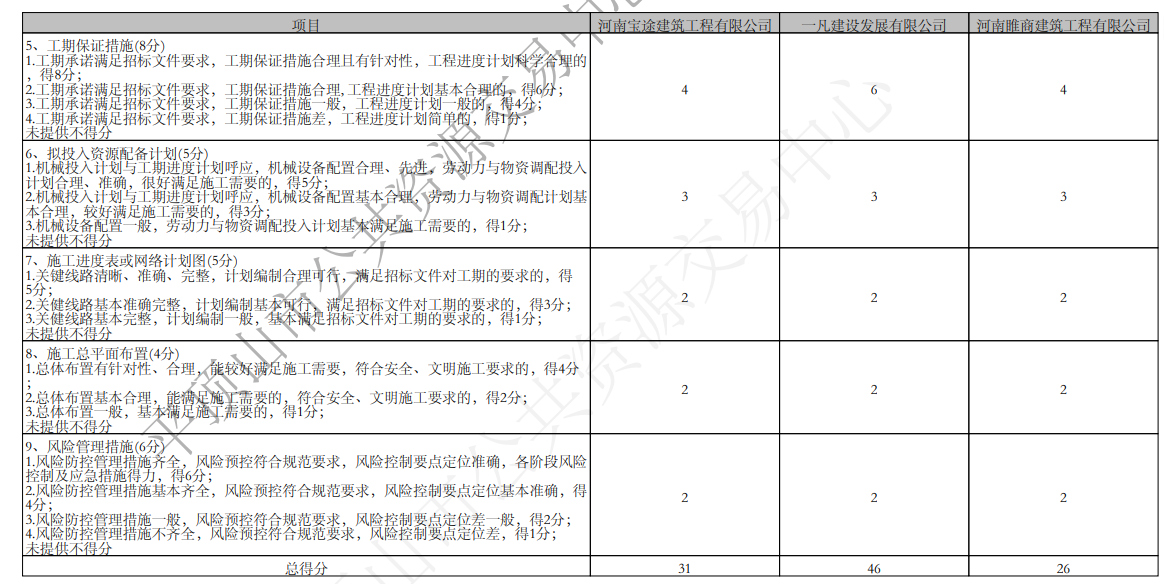 项目 河南宝途建筑工程有限公司 一凡建设发展有限公司 河南睢商建筑工程有限公司
5、工期保证措施(8分)
1.工期承诺满足招标文件要求，工期保证措施合理且有针对性，工程进度计划科学合理的
，得8分；
2.工期承诺满足招标文件要求，工期保证措施合理,工程进度计划基本合理的，得6分；
3.工期承诺满足招标文件要求，工期保证措施一般，工程进度计划一般的，得4分；
4.工期承诺满足招标文件要求，工期保证措施差，工程进度计划简单的，得1分；
未提供不得分
4 6 4
6、拟投入资源配备计划(5分)
1.机械投入计划与工期进度计划呼应，机械设备配置合理、先进，劳动力与物资调配投入
计划合理、准确，很好满足施工需要的，得5分；
2.机械投入计划与工期进度计划呼应，机械设备配置基本合理，劳动力与物资调配计划基
本合理，较好满足施工需要的，得3分；
3.机械设备配置一般，劳动力与物资调配投入计划基本满足施工需要的，得1分；
未提供不得分
3 3 3
7、施工进度表或网络计划图(5分)
1.关键线路清晰、准确、完整，计划编制合理可行，满足招标文件对工期的要求的，得
5分；
2.关健线路基本准确完整，计划编制基本可行，满足招标文件对工期的要求的，得3分；
3.关健线路基本完整，计划编制一般，基本满足招标文件对工期的要求的，得1分；
未提供不得分
2 2 2
8、施工总平面布置(4分)
1.总体布置有针对性、合理，能较好满足施工需要，符合安全、文明施工要求的，得4分
；
2.总体布置基本合理，能满足施工需要的，符合安全、文明施工要求的，得2分；
3.总体布置一般，基本满足施工需要的，得1分；
未提供不得分
2 2 2
9、风险管理措施(6分)
1.风险防控管理措施齐全，风险预控符合规范要求，风险控制要点定位准确，各阶段风险
控制及应急措施得力，得6分；
2.风险防控管理措施基本齐全，风险预控符合规范要求，风险控制要点定位基本准确，得
4分；
3.风险防控管理措施一般，风险预控符合规范要求，风险控制要点定位差一般，得2分；
4.风险防控管理措施不齐全，风险预控符合规范要求，风险控制要点定位差，得1分；
未提供不得分
2 2 2
总得分 31 46 26
平顶山市公共资源交易中心
市公共资源交易中心